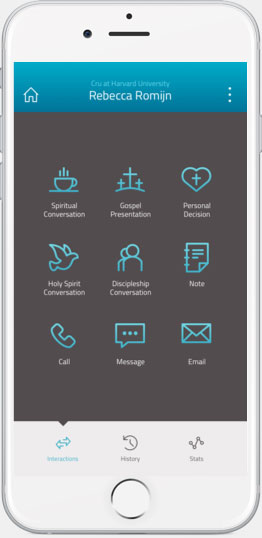 Cru at Harvard University
Rebecca Romijn
Spiritual
Conversation
Gospel
Presentation
Personal
Decision
Holy Spirit
Conversation
Discipleship
Conversation
Note
Call
Message
Email
Interactions
History
Stats